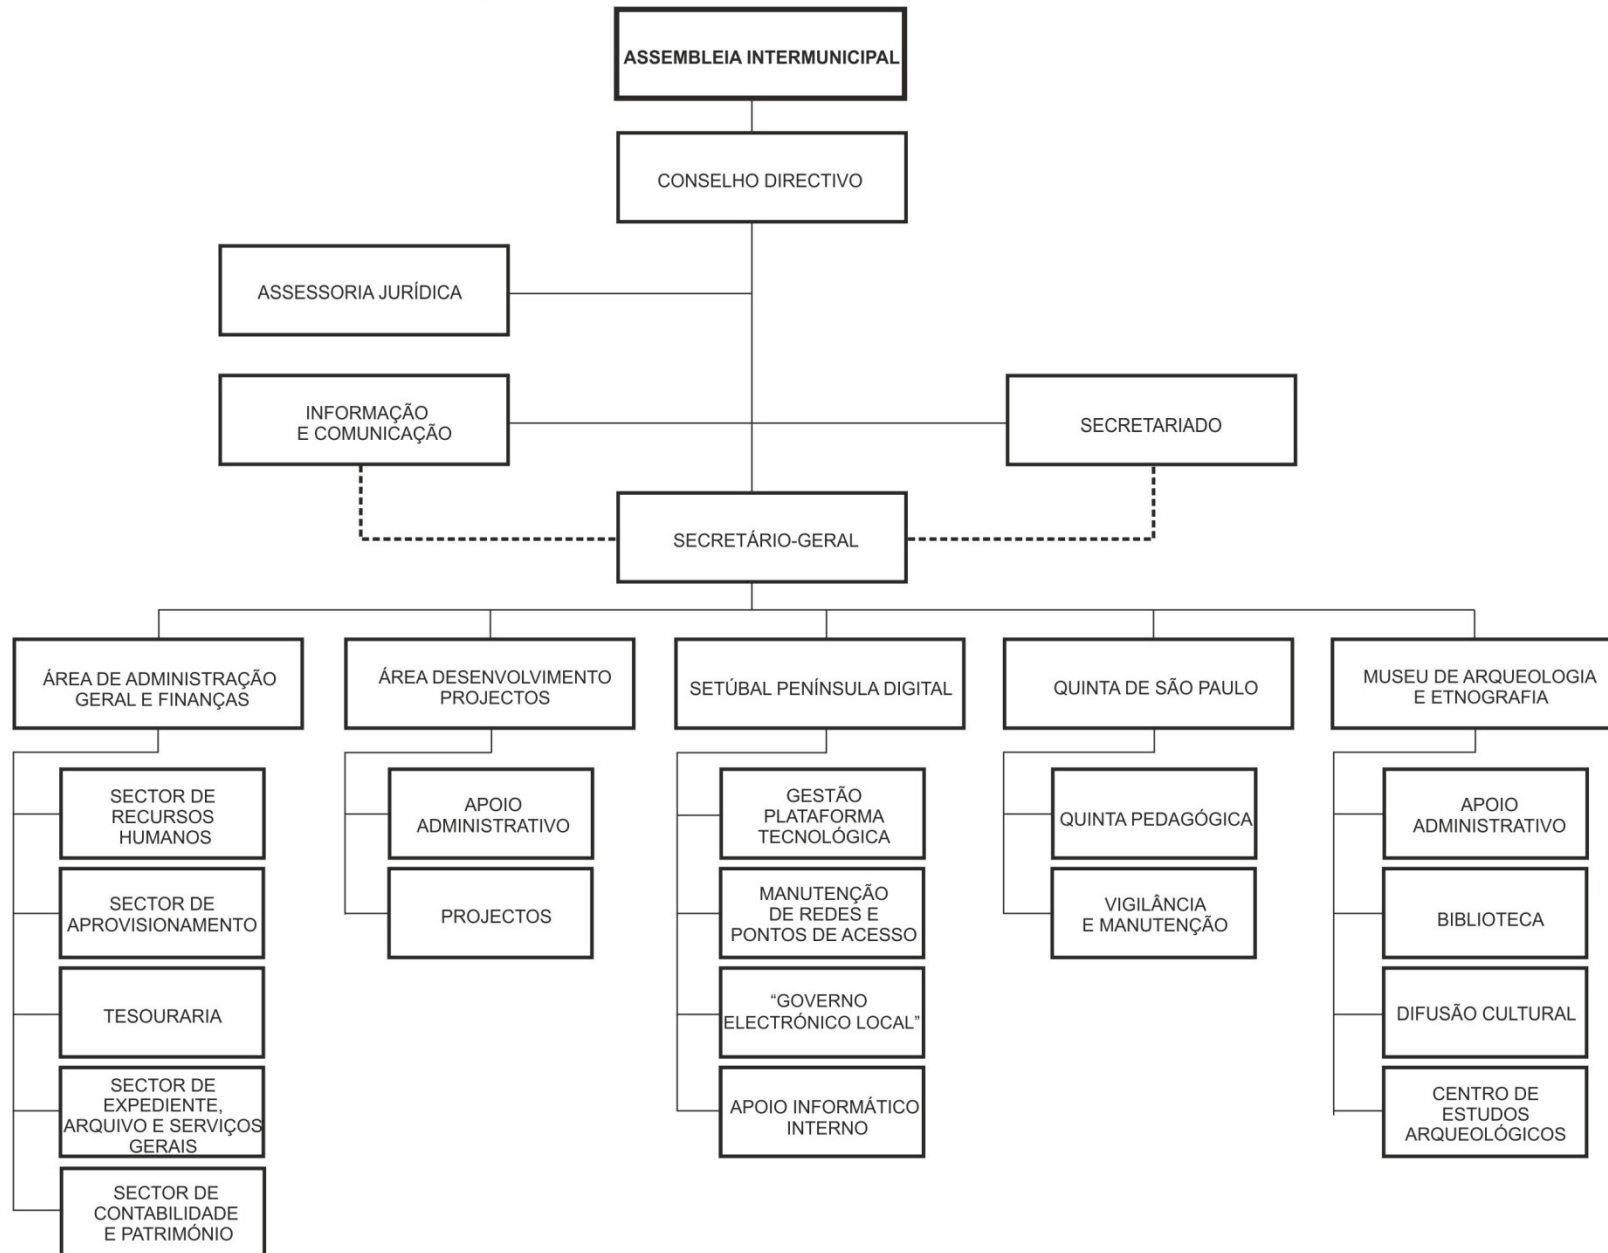 ASSEMBLEIA INTERMUNICIPAL
CONSELHO DIRECTIVO
ASSESSORIA JURÍDICA
INFORMAÇÃO
E COMUNICAÇÃO
SECRETARIADO
SECRETÁRIO-GERAL
ÁREA DE ADMINISTRAÇÃO
GERAL E FINANÇAS
ÁREA DESENVOLVIMENTO
PROJECTOS
SETÚBAL PENÍNSULA DIGITAL
QUINTA DE SÃO PAULO
MUSEU DE ARQUEOLOGIA
E ETNOGRAFIA
SECTOR DE
RECURSOS
HUMANOS
SECTOR DE
APROVISIONAMENTO
TESOURARIA
SECTOR DE
EXPEDIENTE,
ARQUIVO E SERVIÇOS
GERAIS
SECTOR DE
CONTABILIDADE
E PATRIMÓNIO
APOIO
ADMINISTRATIVO
PROJECTOS
GESTÃO
PLATAFORMA
TECNOLÓGICA
MANUTENÇÃO
DE REDES E
PONTOS DE ACESSO
“GOVERNO
ELECTRÓNICO LOCAL”
APOIO INFORMÁTICO
INTERNO
QUINTA PEDAGÓGICA
VIGILÂNCIA
E MANUTENÇÃO
APOIO
ADMINISTRATIVO
BIBLIOTECA
DIFUSÃO CULTURAL
CENTRO DE
ESTUDOS
ARQUEOLÓGICOS